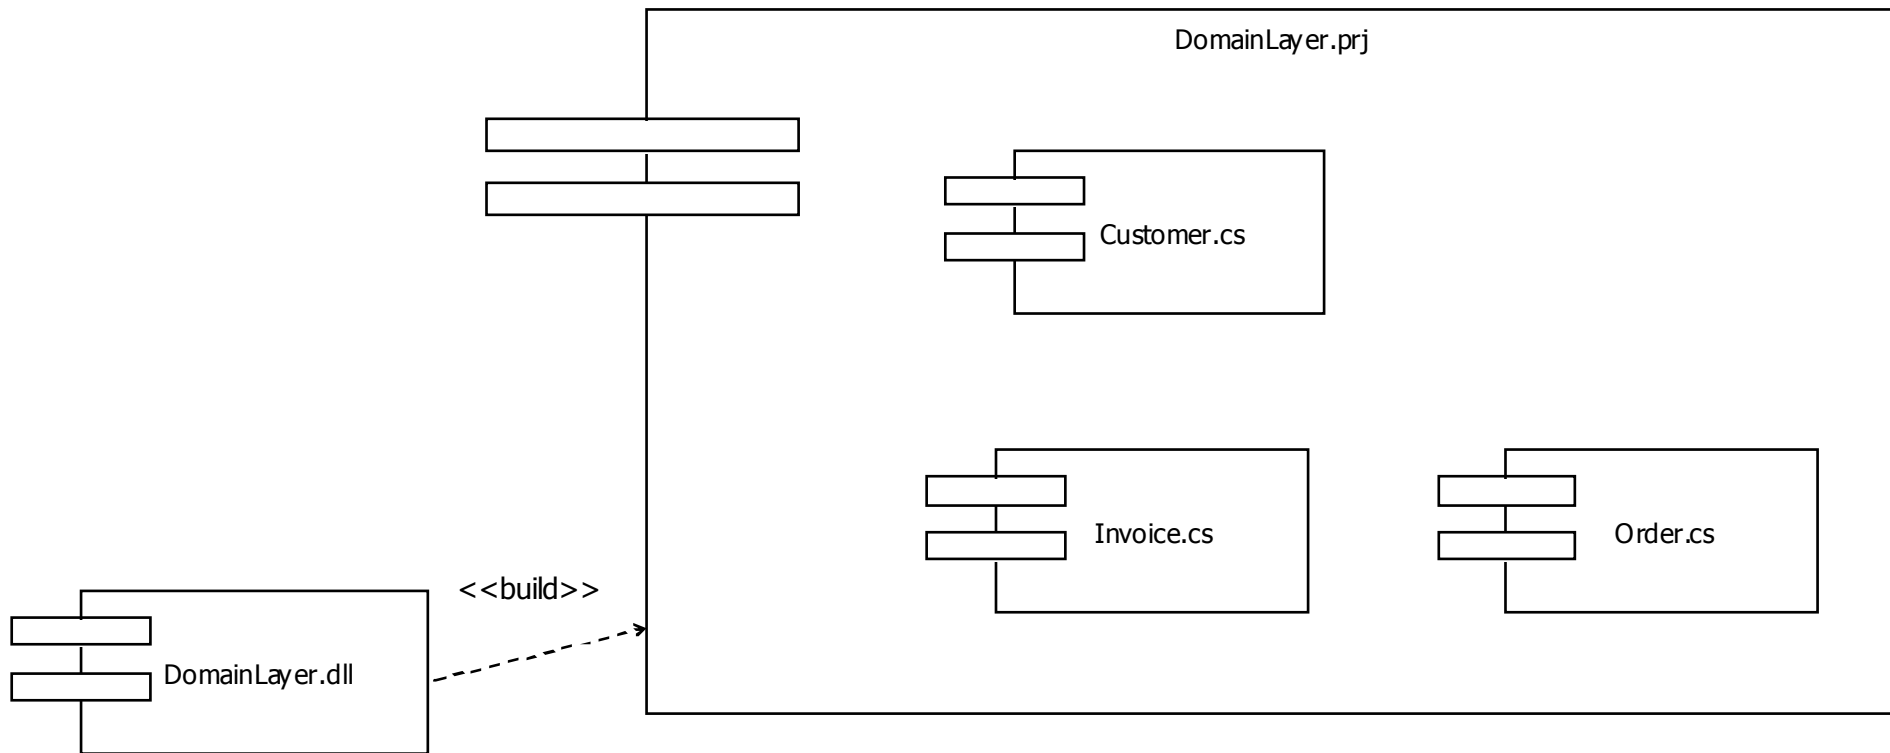 DomainLayer.prj
Customer.cs
Invoice.cs
Order.cs
<<build>>
DomainLayer.dll